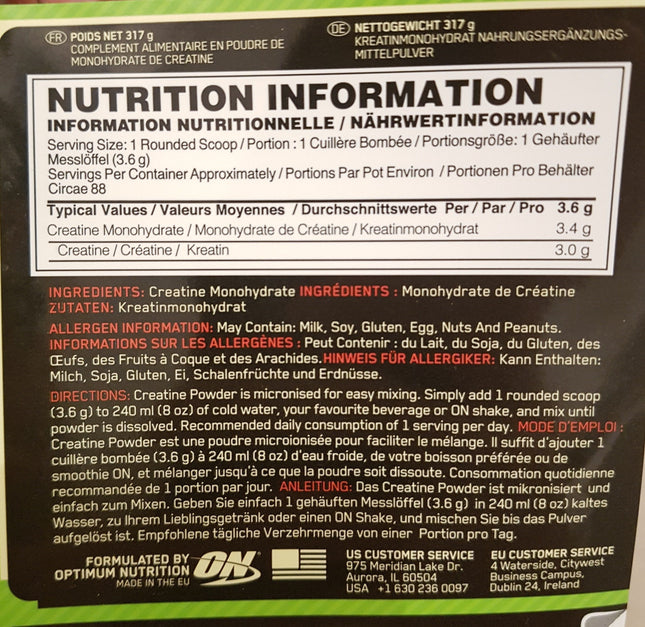 FR POIDS NET 317 g
COMPLEMENT ALIMENTAIRE EN POUDRE DE
MONOHYDRATE DE CREATINE
DE NETTOGEWICHT 317 g
KREATINMONOHYDRAT NAHRUNGSERGÄNZUNGS-
MITTELPULVER
NUTRITION INFORMATION
INFORMATION NUTRITIONNELLE / NÄHRWERTINFORMATION
Serving Size: 1 Rounded Scoop / Portion : 1 Cuillère Bombée / Portionsgröße: 1 Gehäufter
Messlöffel (3.6 g)
Servings Per Container Approximately / Portions Par Pot Environ / Portionen Pro Behälter
Circae 88
Typical Values / Valeurs Moyennes / Durchschnittswerte Per / Par / Pro 3.6 g
Creatine Monohydrate / Monohydrate de Créatine / Kreatinmonohydrat 3.4 g
Creatine / Créatine / Kreatin 3.0 g
INGREDIENTS: Creatine Monohydrate INGRÉDIENTS : Monohydrate de Créatine
ZUTATEN: Kreatinmonohydrat
ALLERGEN INFORMATION: May Contain: Milk, Soy, Gluten, Egg, Nuts And Peanuts.
INFORMATIONS SUR LES ALLERGÈNES : Peut Contenir : du Lait, du Soja, du Gluten, des
Œufs, des Fruits à Coque et des Arachides. HINWEIS FÜR ALLERGIKER: Kann Enthalten:
Milch, Soja, Gluten, Ei, Schalenfrüchte und Erdnüsse.
DIRECTIONS: Creatine Powder is micronised for easy mixing. Simply add 1 rounded scoop
(3.6 g) to 240 ml (8 oz) of cold water, your favourite beverage or ON shake, and mix until
powder is dissolved. Recommended daily consumption of 1 serving per day. MODE D'EMPLOI :
Creatine Powder est une poudre microionisée pour faciliter le mélange. Il suffit d'ajouter 1
cuillère bombée (3.6 g) à 240 ml (8 oz) d'eau froide, de votre boisson préférée ou de
smoothie ON, et mélanger jusqu'à ce que la poudre soit dissoute. Consommation quotidienne
recommandée de 1 portion par jour. ANLEITUNG: Das Creatine Powder ist mikronisiert und
einfach zum Mixen. Geben Sie einfach 1 gehäuften Messlöffel (3.6 g) in 240 ml (8 oz) kaltes
Wasser, zu Ihrem Lieblingsgetränk oder einen ON Shake, und mischen Sie bis das Pulver
aufgelöst ist. Empfohlene tägliche Verzehrmenge von einer Portion pro Tag.
FORMULATED BY
OPTIMUM NUTRITION
MADE IN THE EU
ON
US CUSTOMER SERVICE
975 Meridian Lake Dr.
Aurora, IL 60504
USA +1 630 236 0097
EU CUSTOMER SERVICE
4 Waterside, Citywest
Business Campus,
Dublin 24, Ireland